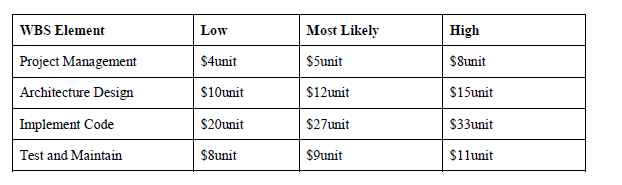 WBS Element Low Most Likely High
Project Management $4unit $5unit $8unit
Architecture Design $10unit $12unit $15unit
Implement Code $20unit $27unit $33unit
Test and Maintain $8unit $9unit $11unit